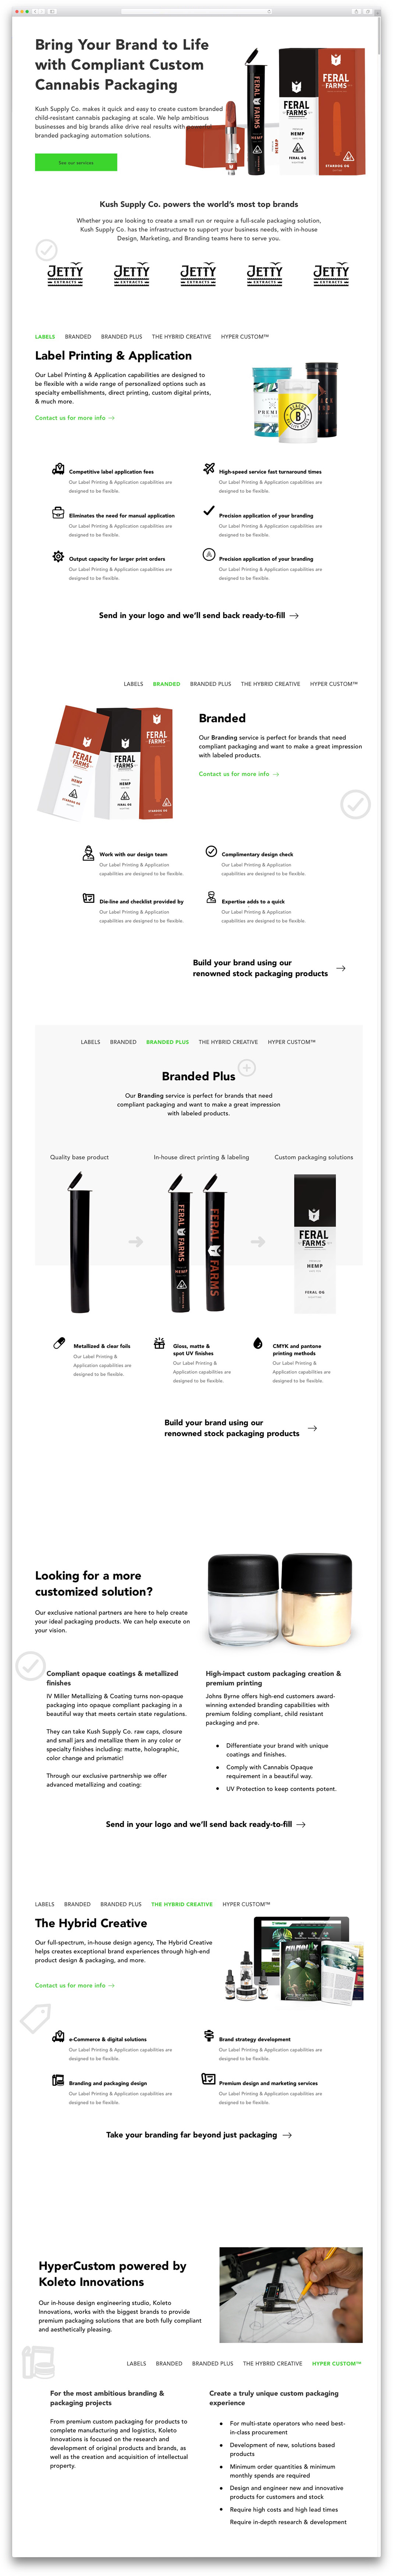 Bring Your Brand to Life
with Compliant Custom
Cannabis Packaging
Kush Supply Co. makes it quick and easy to create custom branded
child-resistant cannabis packaging at scale. We help ambitious
businesses and big brands alike drive real results with powerful
branded packaging automation solutions.
See our services
FERAL FARMS
FERAL
FARMS
HEMP
FERAL OG
FERAL
FARMS
HEMP
STARDOG OG
Kush Supply Co. powers the world's most top brands
Whether you are looking to create a small run or require a full-scale packaging solution,
Kush Supply Co. has the infrastructure to support your business needs, with in-house
Design, Marketing, and Branding teams here to serve you.
JETTY JETTY JETTY JETTY JETTY
EXTRACTS EXTRACTS EXTRACTS EXTRACTS EXTRACTS
LABELS BRANDED BRANDED PLUS THE HYBRID CREATIVE HYPER CUSTOM™
Label Printing & Application
Our Label Printing & Application capabilities are designed to
be flexible with a wide range of personalized options such as
specialty embellishments, direct printing, custom digital prints,
& much more.
Contact us for more info →
B
Competitive label application fees
Our Label Printing & Application capabilities are
designed to be flexible.
High-speed service fast turnaround times
Our Label Printing & Application capabilities are
designed to be flexible.
Eliminates the need for manual application
Our Label Printing & Application capabilities are
designed to be flexible.
Precision application of your branding
Our Label Printing & Application capabilities are
designed to be flexible.
Output capacity for larger print orders
Our Label Printing & Application capabilities are
designed to be flexible.
Precision application of your branding
Our Label Printing & Application capabilities are
designed to be flexible.
Send in your logo and we'll send back ready-to-fill →
LABELS BRANDED BRANDED PLUS THE HYBRID CREATIVE HYPER CUSTOM™
FERAL
FARMS
HEMP
FERAL
FARMS
HEMP
FERAL OG
FERAL
FARMS
Branded
Our Branding service is perfect for brands that need
compliant packaging and want to make a great impression
with labeled products.
Contact us for more info →
Work with our design team
Our Label Printing & Application
capabilities are designed to be flexible.
Complimentary design check
Our Label Printing & Application
capabilities are designed to be flexible.
Die-line and checklist provided by
Our Label Printing & Application
capabilities are designed to be flexible.
Expertise adds to a quick
Our Label Printing & Application
capabilities are designed to be flexible.
Build your brand using our
renowned stock packaging products →
LABELS BRANDED BRANDED PLUS THE HYBRID CREATIVE HYPER CUSTOM™
Branded Plus
Our Branding service is perfect for brands that need
compliant packaging and want to make a great impression
with labeled products.
Quality base product
In-house direct printing & labeling
Custom packaging solutions
FERAL FARMS
HEMP
FERAL FARMS
FERAL
FARMS
HEMP
FERAL OG
Metallized & clear foils
Our Label Printing &
Application capabilities are
designed to be flexible.
Gloss, matte &
spot UV finishes
Our Label Printing &
Application capabilities are
designed to be flexible.
CMYK and pantone
printing methods
Our Label Printing &
Application capabilities are
designed to be flexible.
Build your brand using our
renowned stock packaging products →
Looking for a more
customized solution?
Our exclusive national partners are here to help create
your ideal packaging products. We can help execute on
your vision.
Compliant opaque coatings & metallized
finishes
IV Miller Metallizing & Coating turns non-opaque
packaging into opaque compliant packaging in a
beautiful way that meets certain state regulations.
They can take Kush Supply Co. raw caps, closure
and small jars and metallize them in any color or
specialty finishes including: matte, holographic,
color change and prismatic!
Through our exclusive partnership we offer
advanced metallizing and coating:
High-impact custom packaging creation &
premium printing
Johns Byrne offers high-end customers award-
winning extended branding capabilities with
premium folding compliant, child resistant
packaging and pre.
• Differentiate your brand with unique
coatings and finishes.
• Comply with Cannabis Opaque
requirement in a beautiful way.
• UV Protection to keep contents potent.
Send in your logo and we'll send back ready-to-fill →
LABELS BRANDED BRANDED PLUS THE HYBRID CREATIVE HYPER CUSTOM™
The Hybrid Creative
Our full-spectrum, in-house design agency, The Hybrid Creative
helps creates exceptional brand experiences through high-end
product design & packaging, and more.
Contact us for more info →
e-Commerce & digital solutions
Our Label Printing & Application capabilities are
designed to be flexible.
Brand strategy development
Our Label Printing & Application capabilities are
designed to be flexible.
Branding and packaging design
Our Label Printing & Application capabilities are
designed to be flexible.
Premium design and marketing services
Our Label Printing & Application capabilities are
designed to be flexible.
Take your branding far beyond just packaging →
HyperCustom powered by
Koleto Innovations
Our in-house design engineering studio, Koleto
Innovations, works with the biggest brands to provide
premium packaging solutions that are both fully compliant
and aesthetically pleasing.
LABELS BRANDED BRANDED PLUS THE HYBRID CREATIVE HYPER CUSTOM™
For the most ambitious branding &
packaging projects
From premium custom packaging for products to
complete manufacturing and logistics, Koleto
Innovations is focused on the research and
development of original products and brands, as
well as the creation and acquisition of intellectual
property.
Create a truly unique custom packaging
experience
• For multi-state operators who need best-
in-class procurement
• Development of new, solutions based
products
• Minimum order quantities & minimum
monthly spends are required
• Design and engineer new and innovative
products for customers and stock
• Require high costs and high lead times
Require in-depth research & development